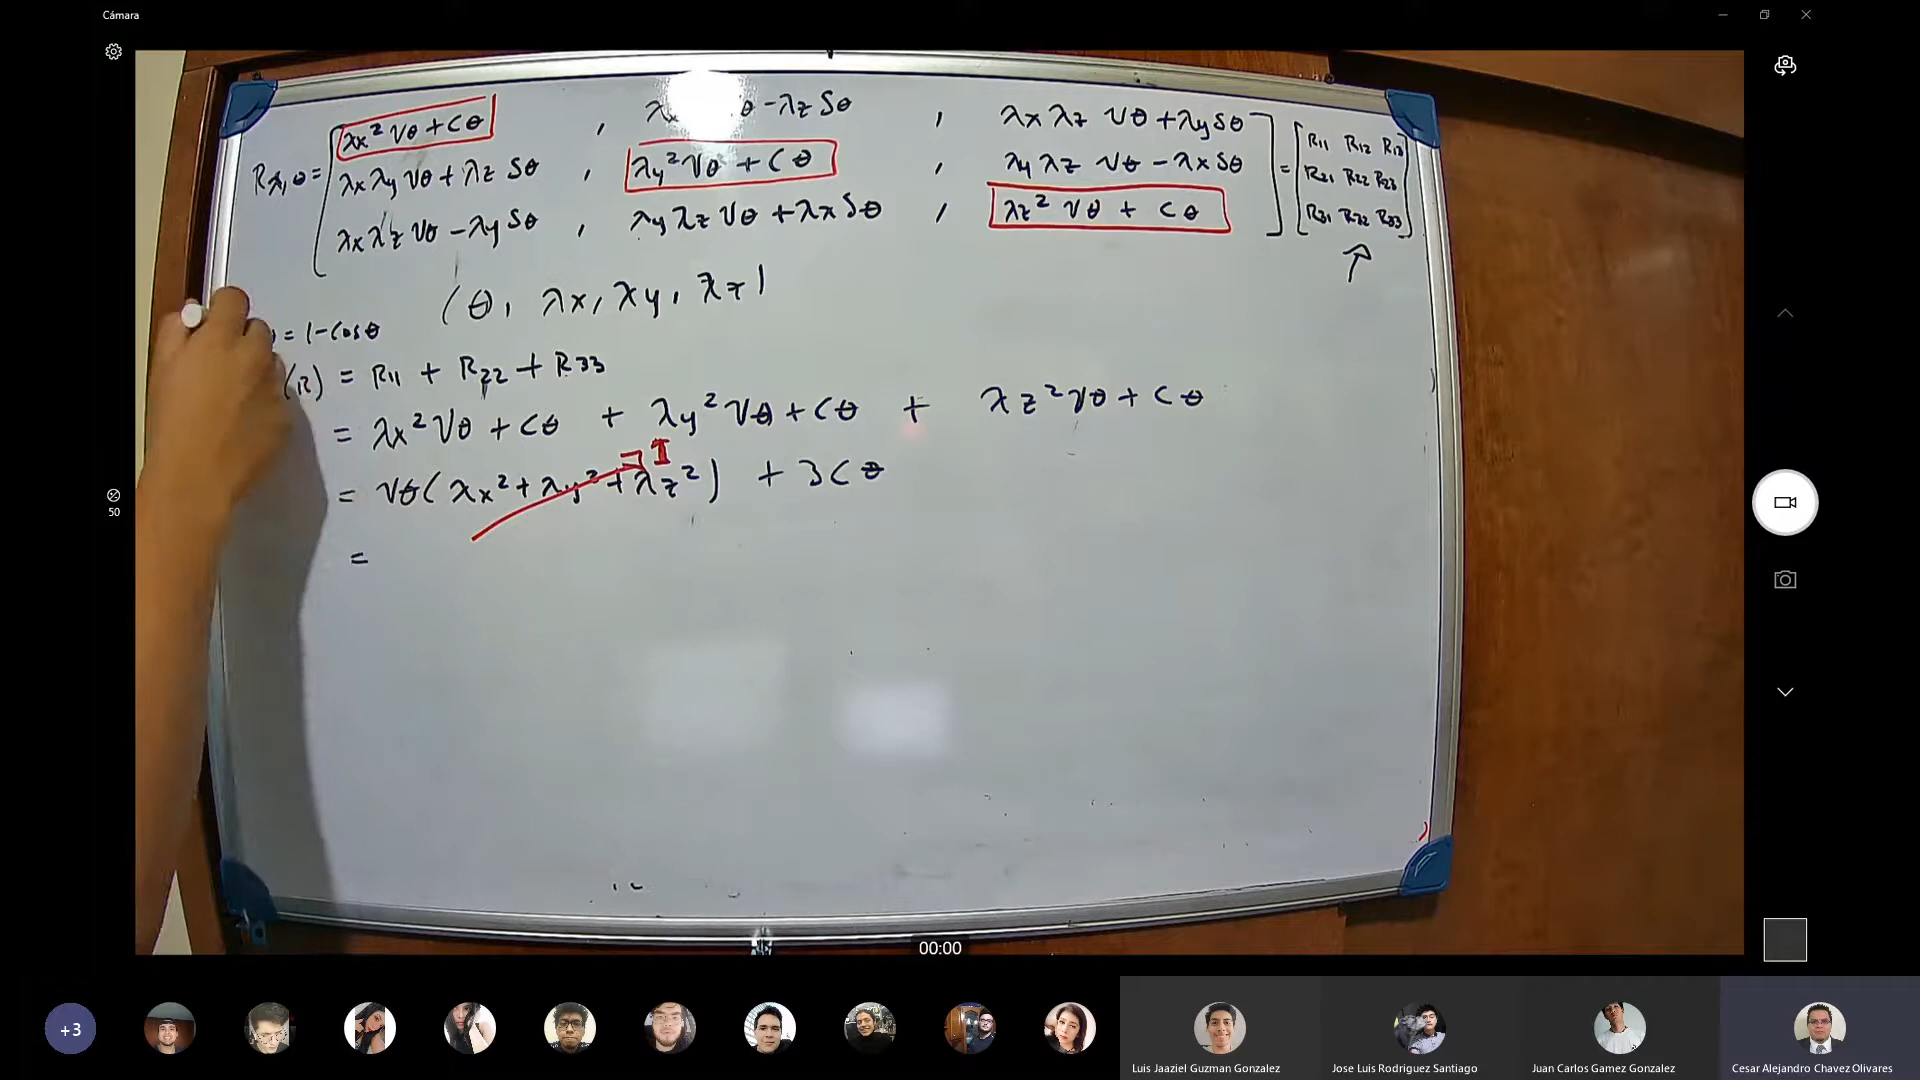 Cámara
λx² Vθ + Cθ , λx θ - λz Sθ , λx λz Vθ + λy Sθ
Rλ,θ = λx λy Vθ + λz Sθ , λy² Vθ + Cθ , λy λz Vθ - λx Sθ =
λx λz Vθ - λy Sθ , λy λz Vθ + λx Sθ , λz² Vθ + Cθ
R11 R12 R13
R21 R22 R23
R31 R32 R33
(θ, λx, λy, λz)
= 1-Cosθ
(R) = R11 + R22 + R33
= λx² Vθ + Cθ + λy² Vθ + Cθ + λz² Vθ + Cθ
1
= Vθ(λx² + λy² + λz²) + 3Cθ
=
50
00:00
+3
Luis Jaaziel Guzman Gonzalez
Jose Luis Rodriguez Santiago
Juan Carlos Gamez Gonzalez
Cesar Alejandro Chavez Olivares